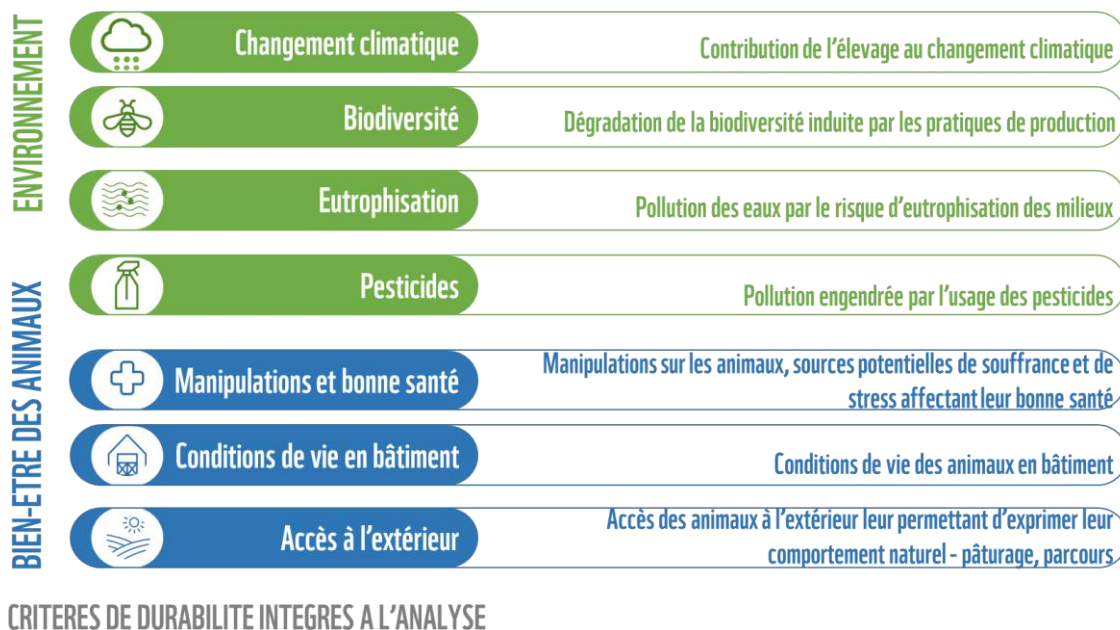 ENVIRONNEMENT
Changement climatique
Contribution de l'élevage au changement climatique
Biodiversité
Dégradation de la biodiversité induite par les pratiques de production
Eutrophisation
Pollution des eaux par le risque d'eutrophisation des milieux
Pesticides
Pollution engendrée par l'usage des pesticides
BIEN-ETRE DES ANIMAUX
Manipulations et bonne santé
Manipulations sur les animaux, sources potentielles de souffrance et de
stress affectant leur bonne santé
Conditions de vie en bâtiment
Conditions de vie des animaux en bâtiment
Accès à l'extérieur
Accès des animaux à l'extérieur leur permettant d'exprimer leur
comportement naturel - pâturage, parcours
CRITERES DE DURABILITE INTEGRES A L'ANALYSE